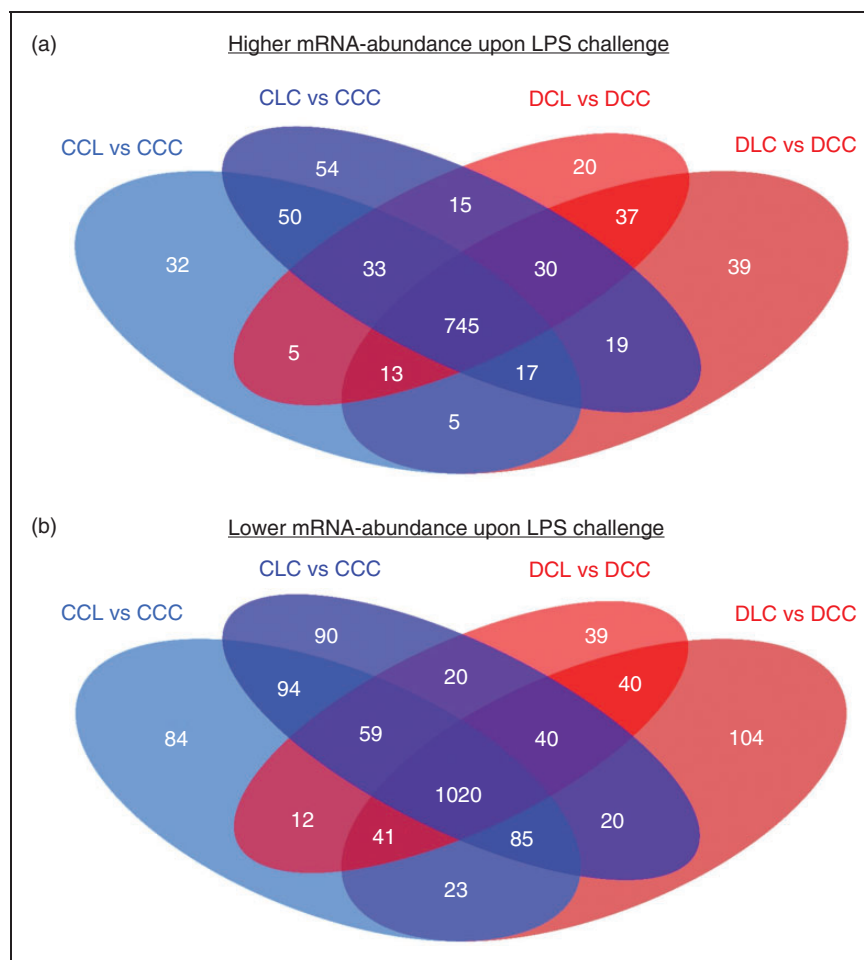 (a)
Higher mRNA-abundance upon LPS challenge
CLC vs CCC
DCL vs DCC
CCL vs CCC
DLC vs DCC
54
20
50
15
37
32
33
30
39
745
5
13
17
19
5
(b)
Lower mRNA-abundance upon LPS challenge
CLC vs CCC
DCL vs DCC
CCL vs CCC
DLC vs DCC
90
39
94
20
40
84
59
40
104
1020
12
41
85
20
23